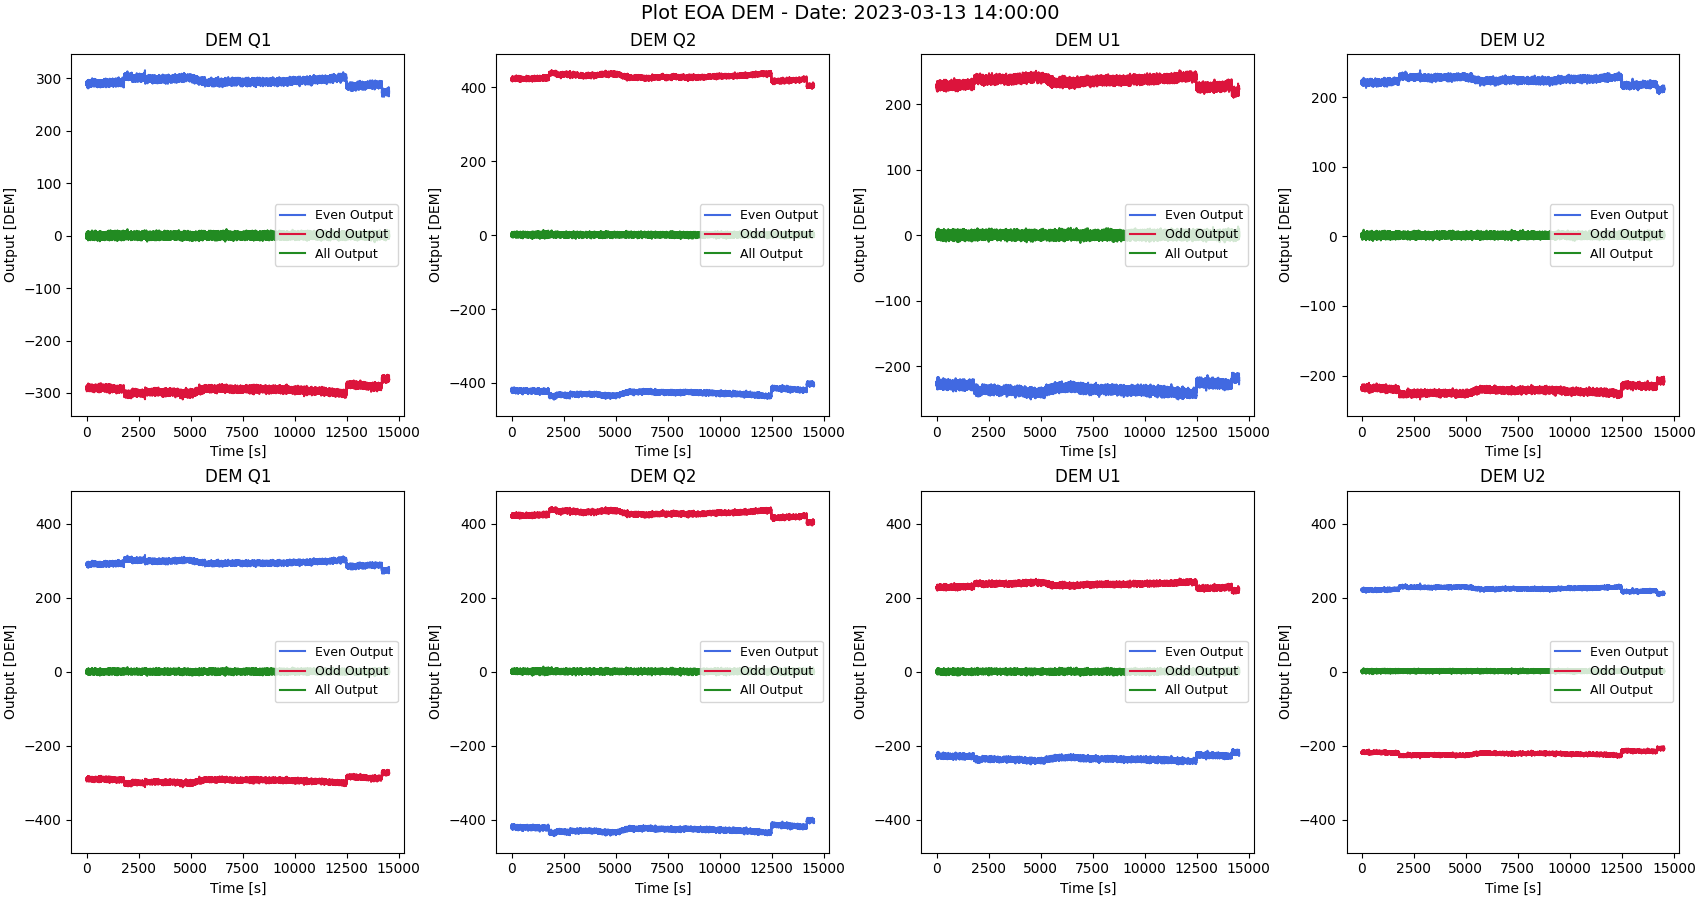 Plot EOA DEM - Date: 2023-03-13 14:00:00
DEM Q1
Output [DEM]
300
200
100
0
−100
−200
−300
Even Output
Odd Output
All Output
0 2500 5000 7500 10000 12500 15000
Time [s]
DEM Q2
Output [DEM]
400
200
0
−200
−400
Even Output
Odd Output
All Output
0 2500 5000 7500 10000 12500 15000
Time [s]
DEM U1
Output [DEM]
200
100
0
−100
−200
Even Output
Odd Output
All Output
0 2500 5000 7500 10000 12500 15000
Time [s]
DEM U2
Output [DEM]
200
100
0
−100
−200
Even Output
Odd Output
All Output
0 2500 5000 7500 10000 12500 15000
Time [s]
DEM Q1
Output [DEM]
400
200
0
−200
−400
Even Output
Odd Output
All Output
0 2500 5000 7500 10000 12500 15000
Time [s]
DEM Q2
Output [DEM]
400
200
0
−200
−400
Even Output
Odd Output
All Output
0 2500 5000 7500 10000 12500 15000
Time [s]
DEM U1
Output [DEM]
400
200
0
−200
−400
Even Output
Odd Output
All Output
0 2500 5000 7500 10000 12500 15000
Time [s]
DEM U2
Output [DEM]
400
200
0
−200
−400
Even Output
Odd Output
All Output
0 2500 5000 7500 10000 12500 15000
Time [s]